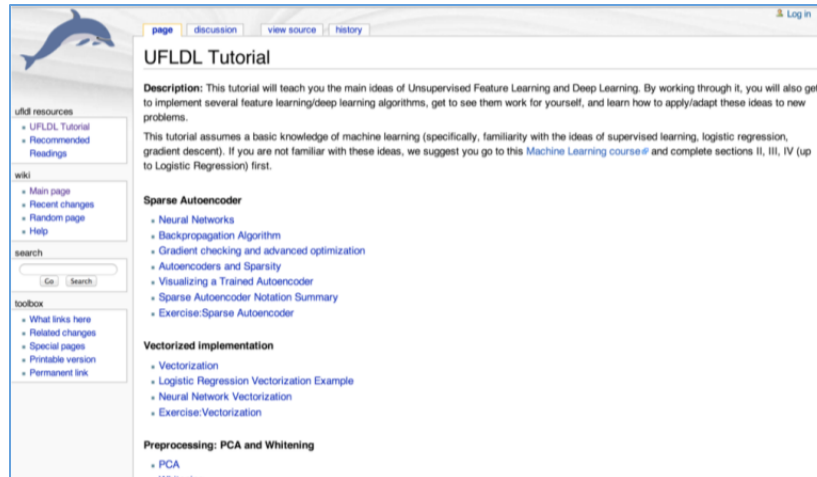 Log in
page discussion view source history
UFLDL Tutorial
Description: This tutorial will teach you the main ideas of Unsupervised Feature Learning and Deep Learning. By working through it, you will also get
to implement several feature learning/deep learning algorithms, get to see them work for yourself, and learn how to apply/adapt these ideas to new
problems.
This tutorial assumes a basic knowledge of machine learning (specifically, familiarity with the ideas of supervised learning, logistic regression,
gradient descent). If you are not familiar with these ideas, we suggest you go to this Machine Learning course and complete sections II, III, IV (up
to Logistic Regression) first.
Sparse Autoencoder
Neural Networks
Backpropagation Algorithm
Gradient checking and advanced optimization
Autoencoders and Sparsity
Visualizing a Trained Autoencoder
Sparse Autoencoder Notation Summary
Exercise:Sparse Autoencoder
Vectorized implementation
Vectorization
Logistic Regression Vectorization Example
Neural Network Vectorization
Exercise:Vectorization
Preprocessing: PCA and Whitening
PCA
ufldl resources
UFLDL Tutorial
Recommended
Readings
wiki
Main page
Recent changes
Random page
Help
search
Go Search
toolbox
What links here
Related changes
Special pages
Printable version
Permanent link